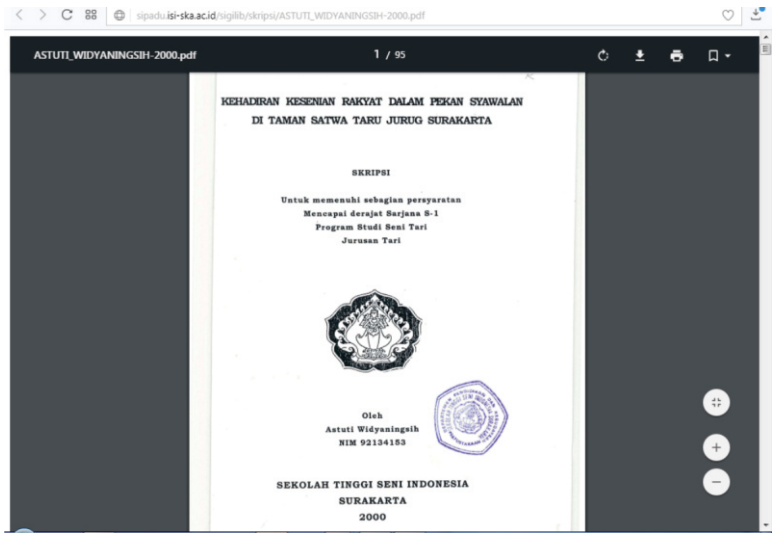 sipadu.isi-ska.ac.id/sigilib/skripsi/ASTUTI_WIDYANINGSIH-2000.pdf
ASTUTI_WIDYANINGSIH-2000.pdf
1 / 95
KEHADIRAN KESENIAN RAKYAT DALAM PEKAN SYAWALAN
DI TAMAN SATWA TARU JURUG SURAKARTA
SKRIPSI
Untuk memenuhi sebagian persyaratan
Mencapai derajat Sarjana S-1
Program Studi Seni Tari
Jurusan Tari
Oleh
Astuti Widyaningsih
NIM 92134153
SEKOLAH TINGGI SENI INDONESIA
SURAKARTA
2000